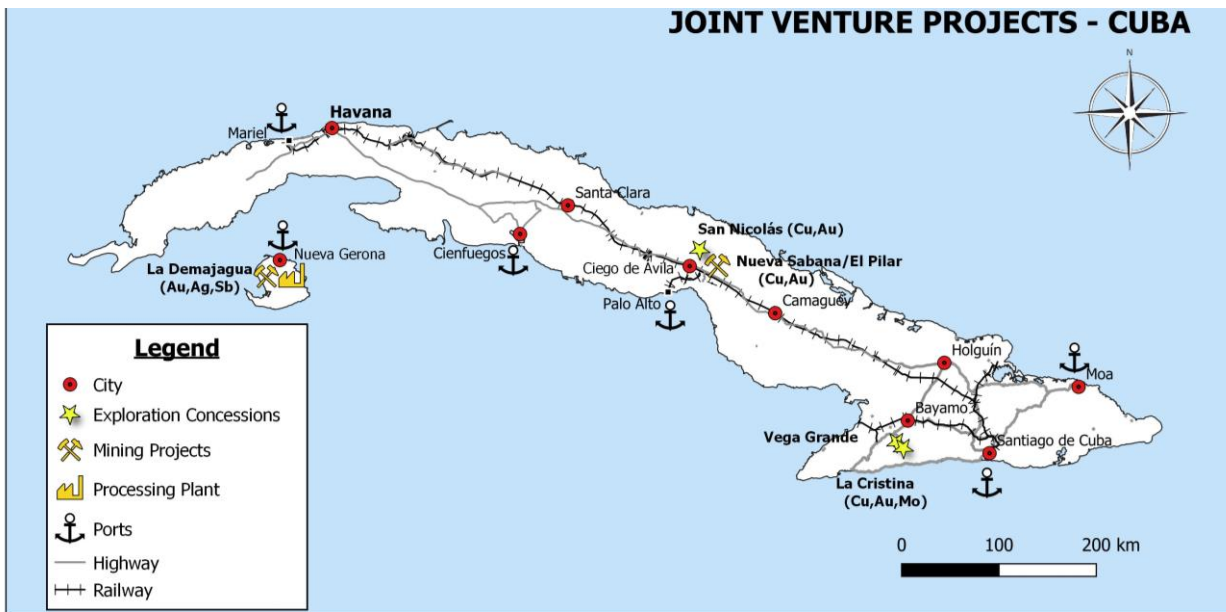 JOINT VENTURE PROJECTS - CUBA
N
Havana
Mariel
Santa Clara
San Nicolás (Cu,Au)
Nueva Gerona
Cienfuegos
Ciego de Ávila
Nueva Sabana/El Pilar
(Cu,Au)
La Demajagua
(Au,Ag,Sb)
Palo Alto
Camaguey
Holguín
Moa
Bayamo
Vega Grande
Santiago de Cuba
La Cristina
(Cu,Au,Mo)
Legend
City
Exploration Concessions
Mining Projects
Processing Plant
Ports
Highway
Railway
0 100 200 km